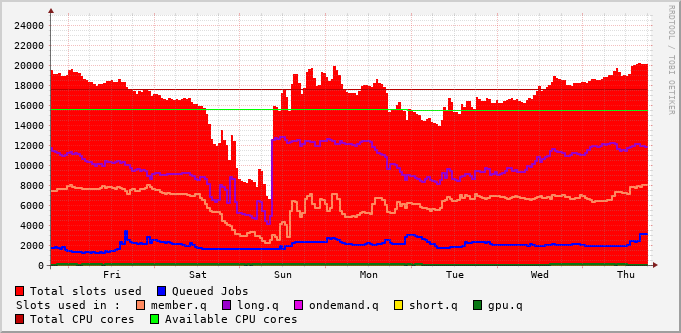 RRDTOOL / TOBI OETIKER
24000
22000
20000
18000
16000
14000
12000
10000
8000
6000
4000
2000
0
Fri Sat Sun Mon Tue Wed Thu
Total slots used Queued Jobs
Slots used in : member.q long.q ondemand.q short.q gpu.q
Total CPU cores Available CPU cores